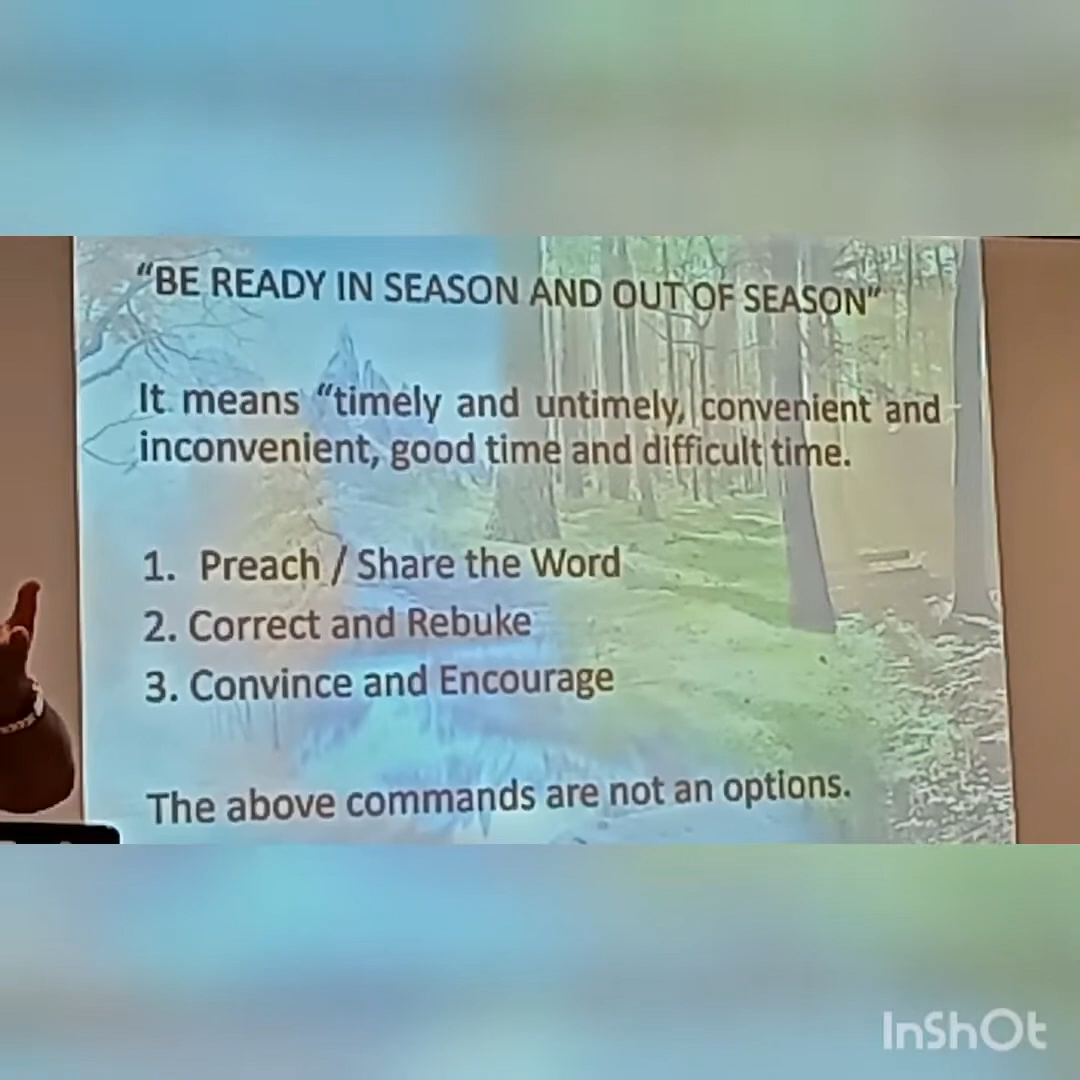 “BE READY IN SEASON AND OUT OF SEASON”
It means “timely and untimely, convenient and
inconvenient, good time and difficult time.
1. Preach / Share the Word
2. Correct and Rebuke
3. Convince and Encourage
The above commands are not an options.
InShOt